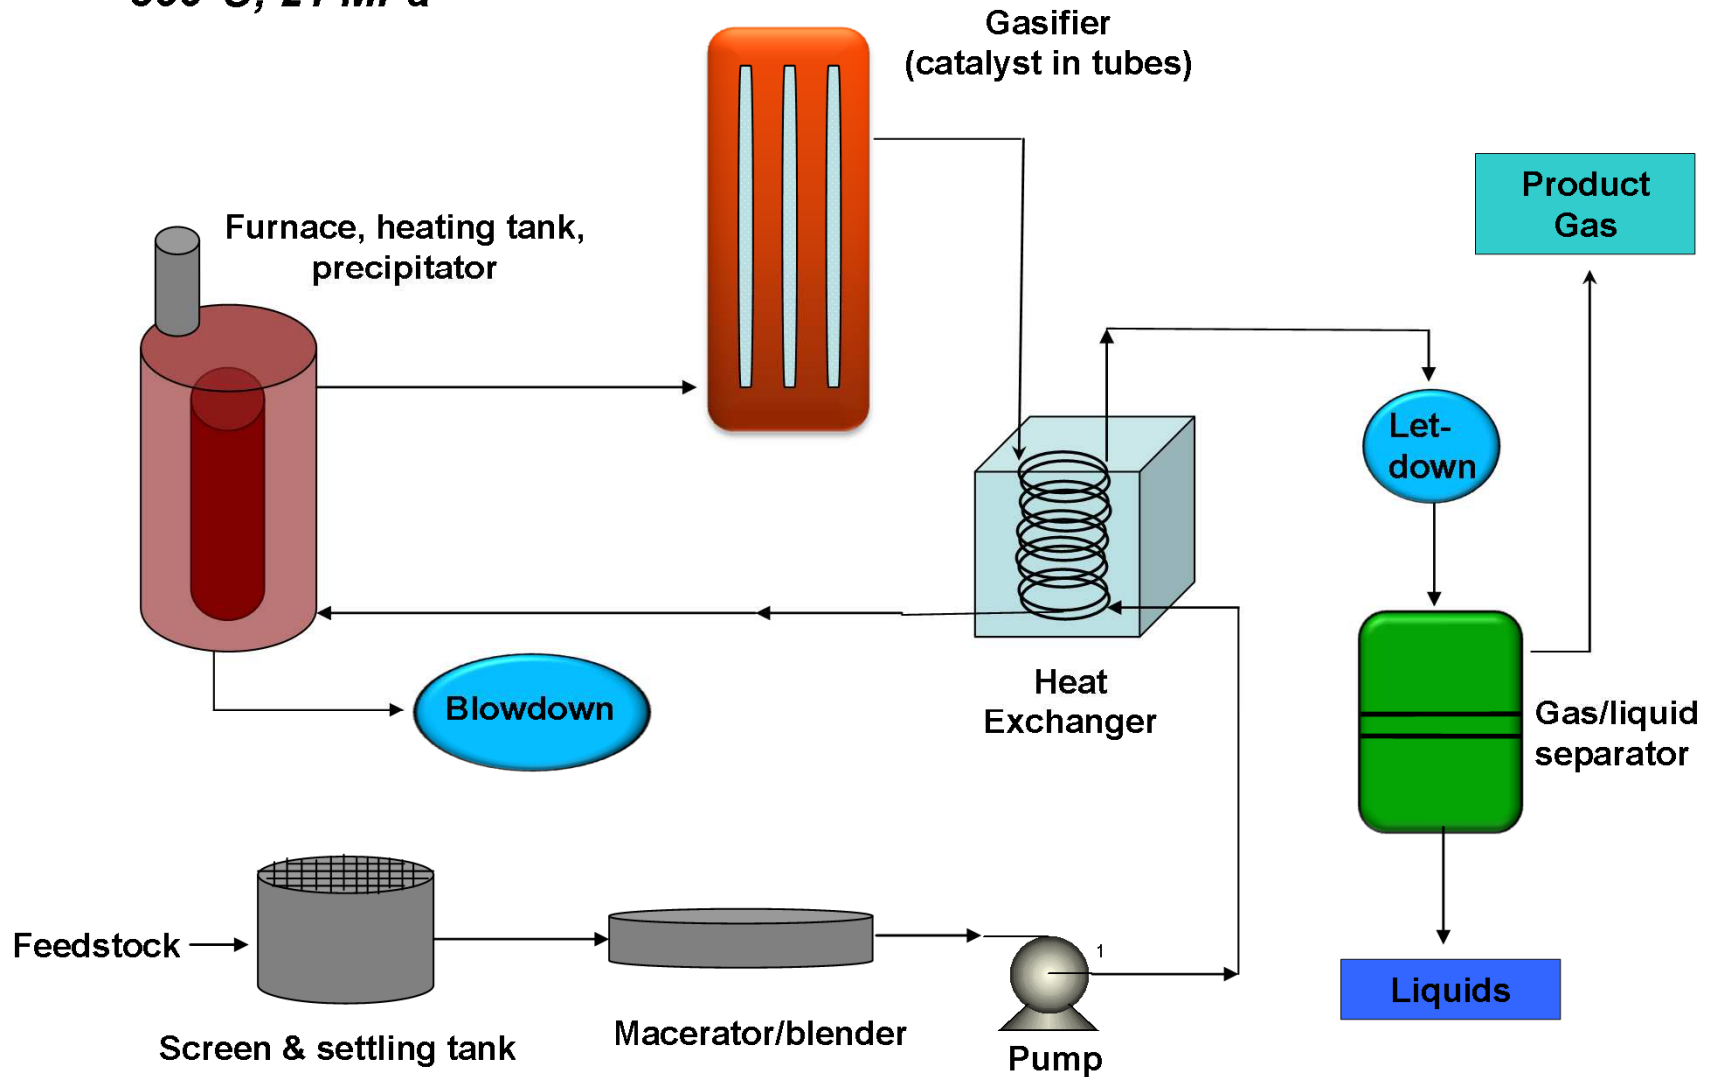 Gasifier
(catalyst in tubes)
Product
Gas
Furnace, heating tank,
precipitator
Let-
down
Heat
Exchanger
Blowdown
Gas/liquid
separator
Feedstock
1
Liquids
Screen & settling tank
Macerator/blender
Pump